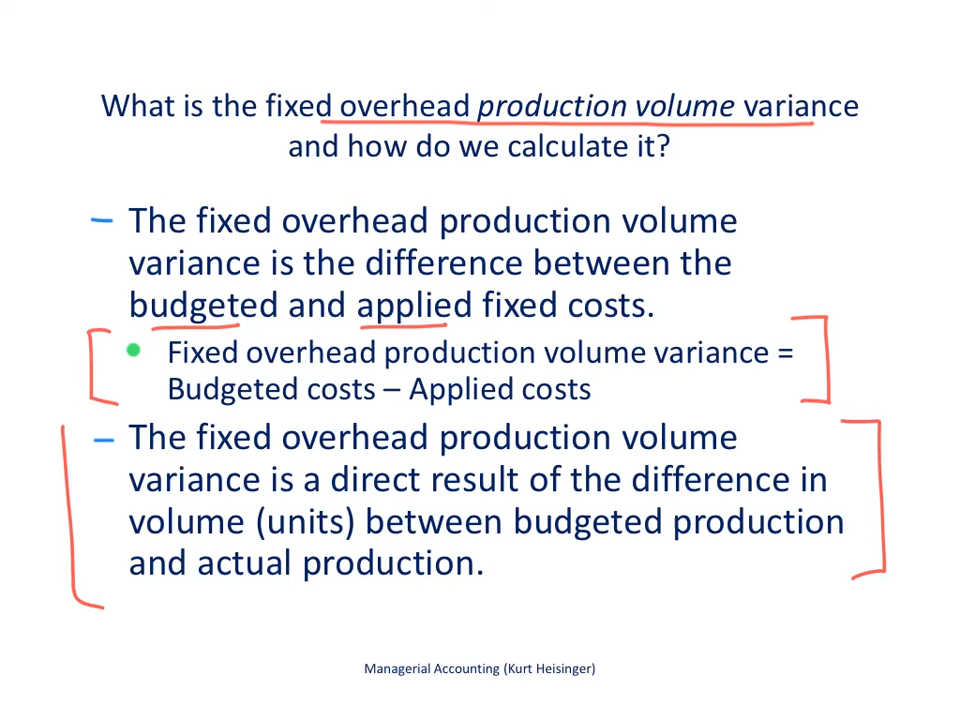 What is the fixed overhead production volume variance
and how do we calculate it?
– The fixed overhead production volume
variance is the difference between the
budgeted and applied fixed costs.
• Fixed overhead production volume variance =
Budgeted costs – Applied costs
– The fixed overhead production volume
variance is a direct result of the difference in
volume (units) between budgeted production
and actual production.
Managerial Accounting (Kurt Heisinger)